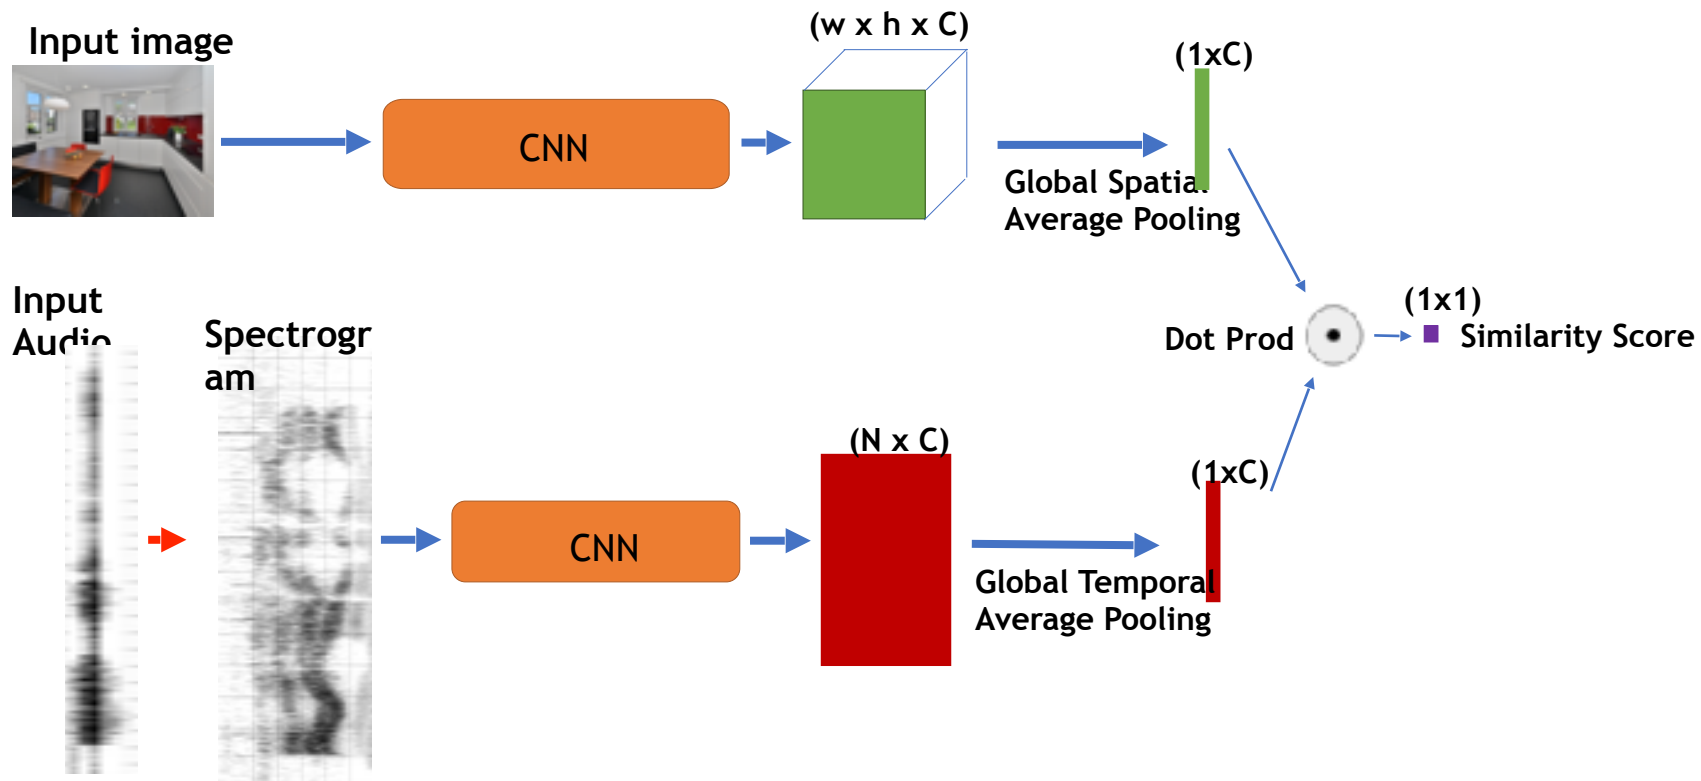 Input image
CNN
(w x h x C)
Global Spatial
Average Pooling
(1xC)
Input
Audio
Spectrogr
am
CNN
(N x C)
Global Temporal
Average Pooling
(1xC)
Dot Prod
(1x1)
Similarity Score